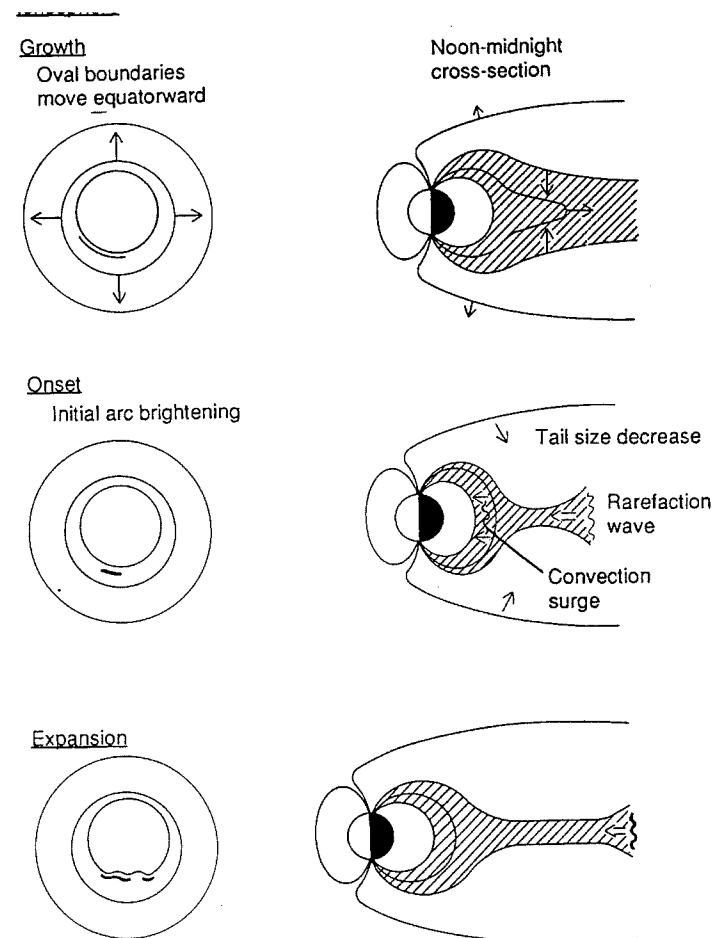 Growth
Oval boundaries
move equatorward
Noon-midnight
cross-section
Onset
Initial arc brightening
Tail size decrease
Rarefaction
wave
Convection
surge
Expansion